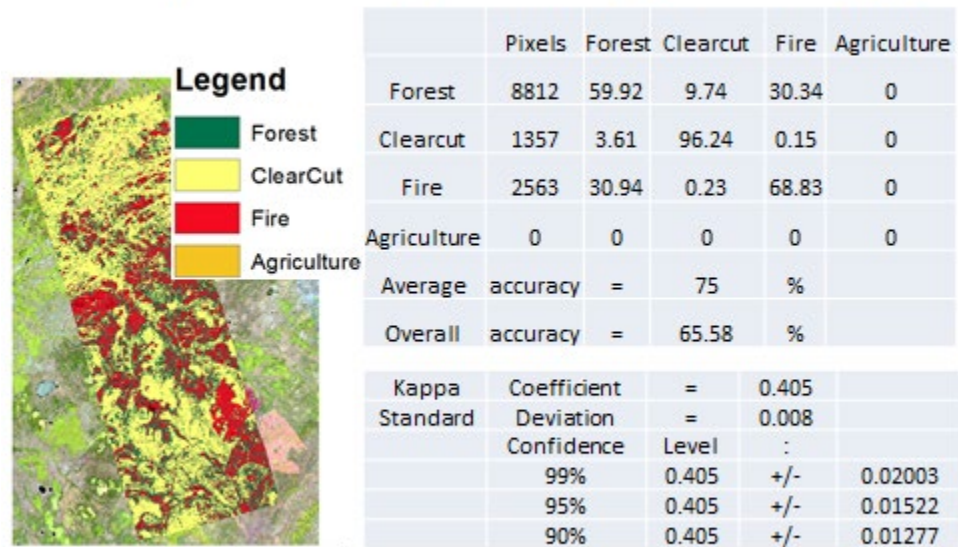 Legend
Forest
ClearCut
Fire
Agriculture
Pixels Forest Clearcut Fire Agriculture
Forest 8812 59.92 9.74 30.34 0
Clearcut 1357 3.61 96.24 0.15 0
Fire 2563 30.94 0.23 68.83 0
Agriculture 0 0 0 0 0
Average accuracy = 75 %
Overall accuracy = 65.58 %
Kappa Coefficient = 0.405
Standard Deviation = 0.008
Confidence Level :
99% 0.405 +/- 0.02003
95% 0.405 +/- 0.01522
90% 0.405 +/- 0.01277